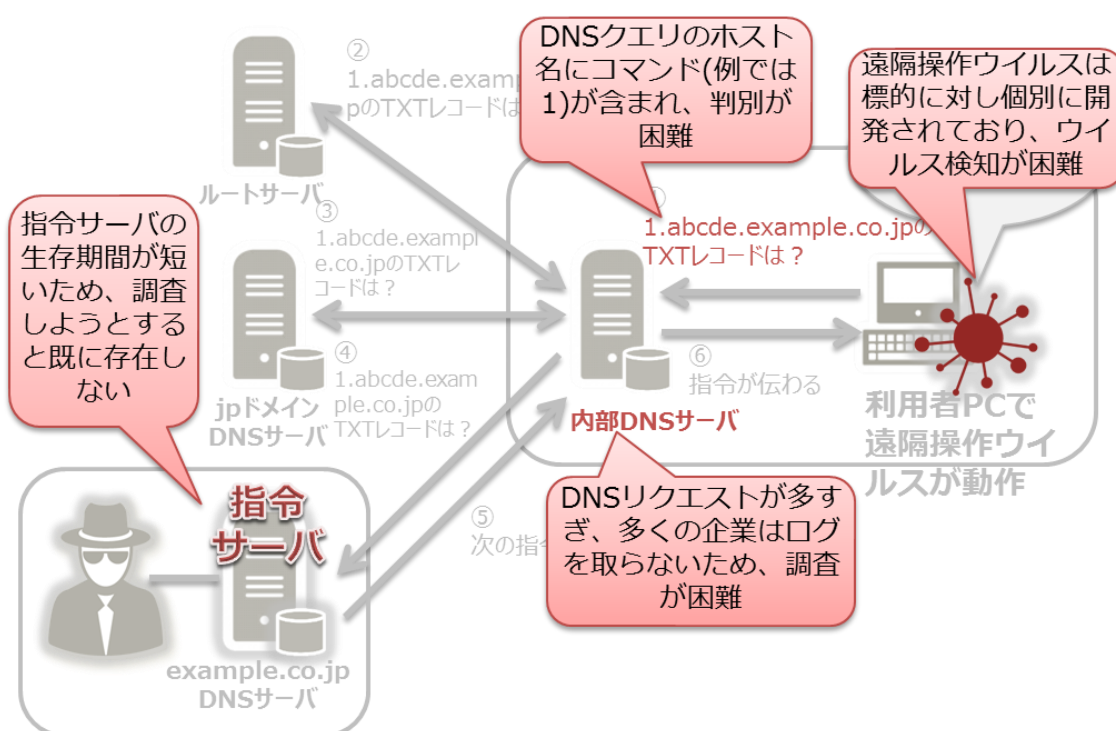 DNSクエリのホスト
名にコマンド(例では
1)が含まれ、判別が
困難
遠隔操作ウイルスは
標的に対し個別に開
発されており、ウイ
ルス検知が困難
②
1.abcde.examp
pのTXTレコードは
ルートサーバ
指令サーバの
生存期間が短
いため、調査
しようとする
と既に存在し
ない
③
1.abcde.exampl
e.co.jpのTXTレ
コードは？
1.abcde.example.co.jpの
TXTレコードは？
④
1.abcde.exam
ple.co.jpの
TXTレコードは？
jpドメイン
DNSサーバ
⑥
指令が伝わる
内部DNSサーバ
利用者PCで
遠隔操作ウイ
ルスが動作
指令
サーバ
⑤
次の指
DNSリクエストが多す
ぎ、多くの企業はログ
を取らないため、調査
が困難
example.co.jp
DNSサーバ